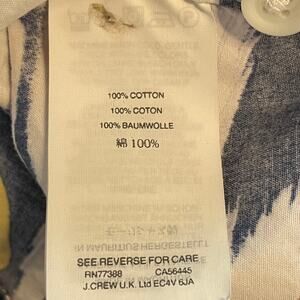 100% COTTON
100% COTON
100% BAUMWOLLE
綿 100%
SEE REVERSE FOR CARE
RN77388 CA56445
J.CREW U.K. Ltd EC4V 6JA